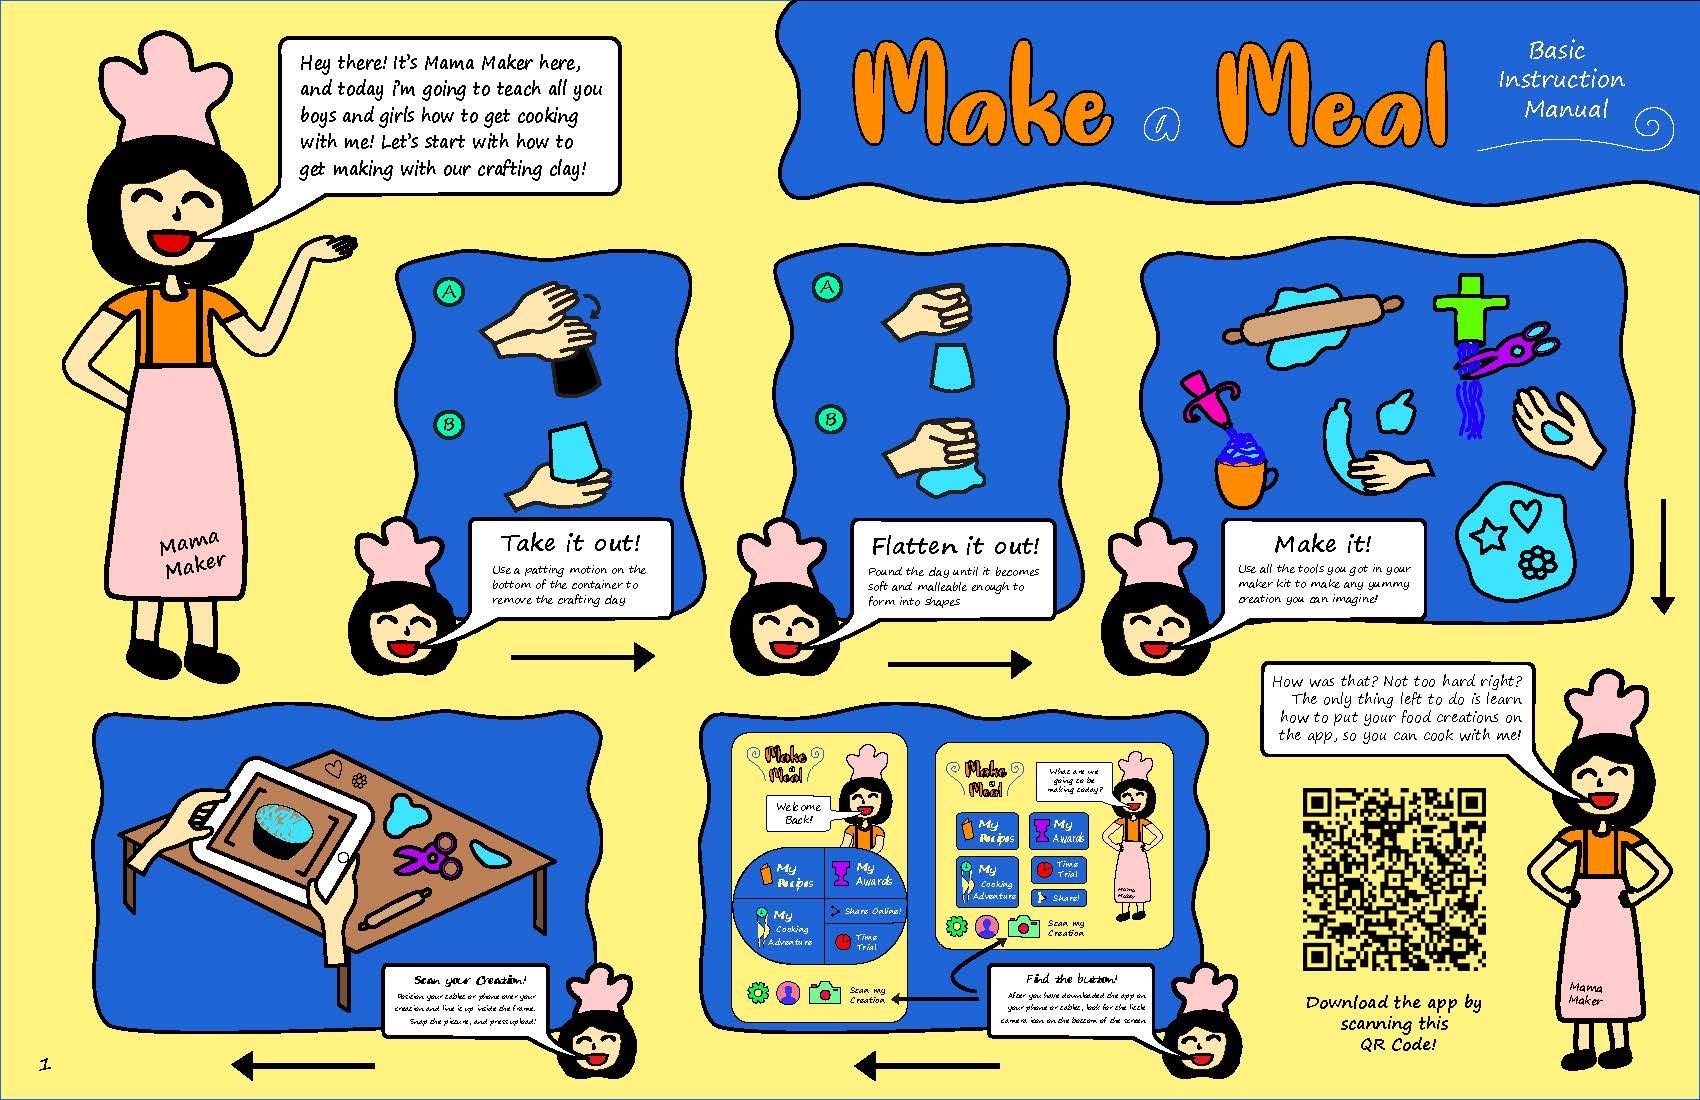 Hey there! It's Mama Maker here,
and today i'm going to teach all you
boys and girls how to get cooking
with me! Let's start with how to
get making with our crafting clay!
Make a Meal
Basic
Instruction
Manual
Mama
Maker
A
B
Take it out!
Use a patting motion on the
bottom of the container to
remove the crafting clay
A
B
Flatten it out!
Pound the clay until it becomes
soft and malleable enough to
form into shapes
Make it!
Use all the tools you got in your
maker kit to make any yummy
creation you can imagine!
How was that? Not too hard right?
The only thing left to do is learn
how to put your food creations on
the app, so you can cook with me!
Mama
Maker
Download the app by
scanning this
QR Code!
Make
a
Meal
Welcome
Back!
My
Recipes
My
Awards
My
Cooking
Adventure
Share Online!
Time
Trial
Scan my
Creation
Make
a
Meal
What are we
going to be
making today?
My
Recipes
My
Awards
My
Cooking
Adventure
Time
Trial
Share!
Mama
Maker
Scan my
Creation
Find the button!
After you have downloaded the app on
your phone or tablet, look for the little
camera icon on the bottom of the screen
Scan your Creation!
Position your tablet or phone over your
creation and line it up inside the frame.
Snap the picture, and press upload!
1